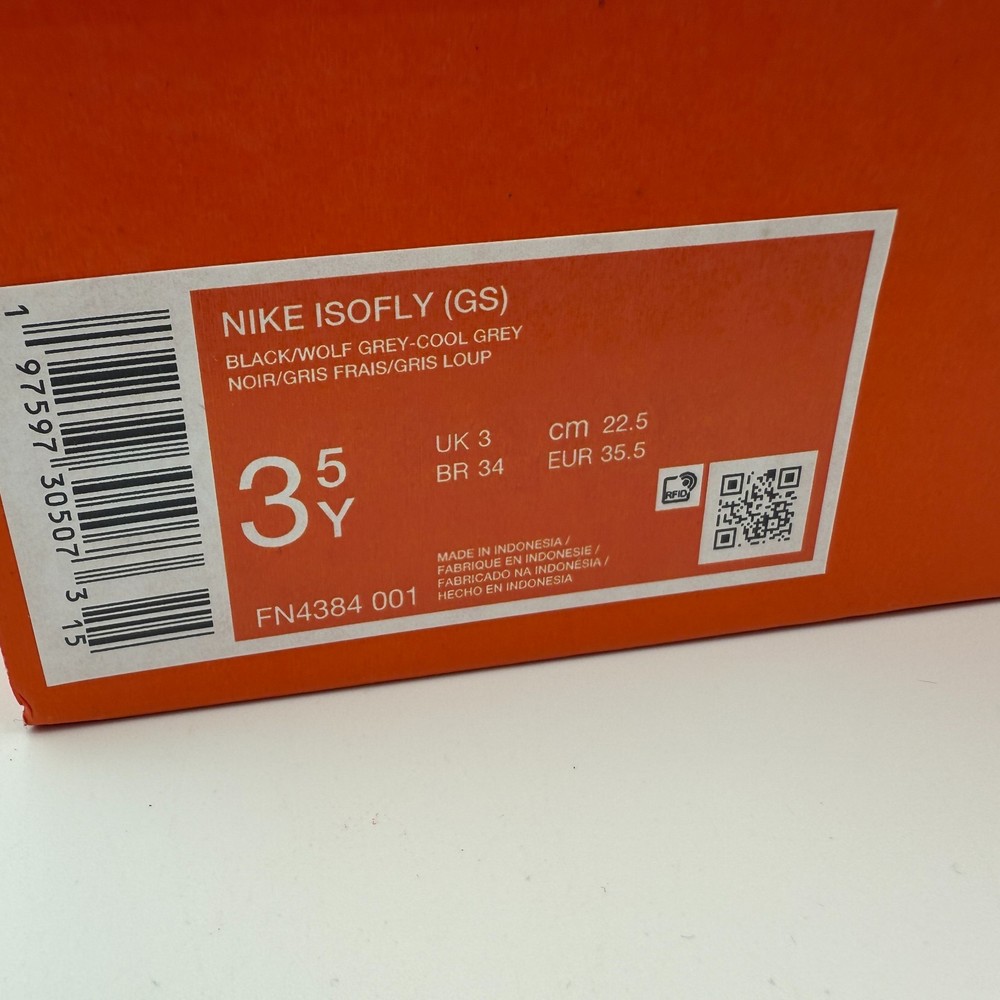 NIKE ISOFLY (GS)
BLACK/WOLF GREY-COOL GREY
NOIR/GRIS FRAIS/GRIS LOUP
3 5Y
UK 3
BR 34
cm 22.5
EUR 35.5
RFID
MADE IN INDONESIA /
FABRIQUE EN INDONESIE /
FABRICADO NA INDONÉSIA /
HECHO EN INDONESIA
FN4384 001
1 97597 30507 3 15